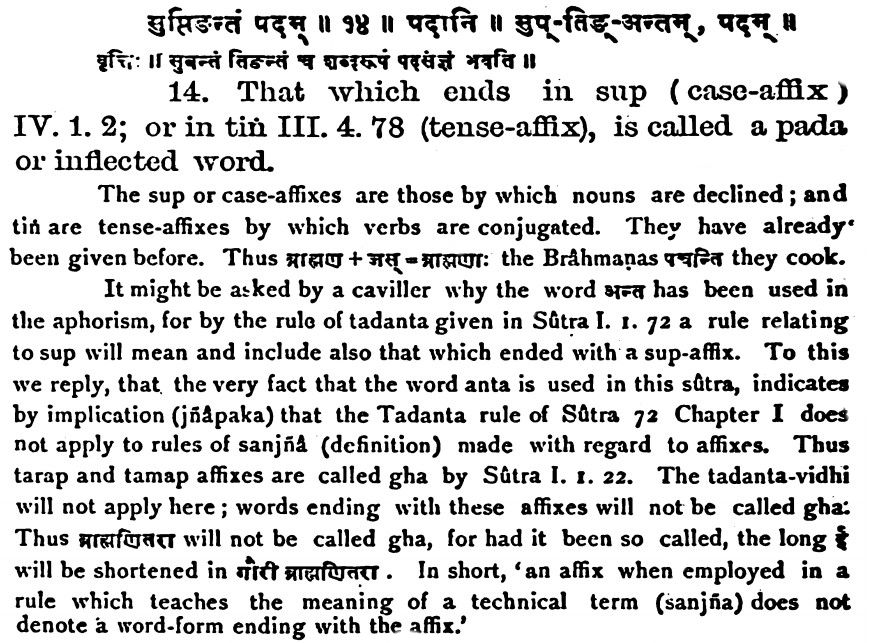 सुप्तिङन्तं पदम् ॥ १४ ॥ पदानि ॥ सुप्-तिङ्-अन्तम्, पदम् ॥
वृत्तिः ॥ सुबन्तं तिङन्तं च शब्दरूपं पदसंज्ञं भवति ॥
14. That which ends in sup (case-affix)
IV. 1. 2; or in tiṅ III. 4. 78 (tense-affix), is called a pada
or inflected word.
The sup or case-affixes are those by which nouns are declined; and
tiṅ are tense-affixes by which verbs are conjugated. They have already
been given before. Thus ब्राह्मण + जस् = ब्राह्मणाः the Brâhmaṇas पचन्ति they cook.
It might be asked by a caviller why the word अन्त has been used in
the aphorism, for by the rule of tadanta given in Sûtra I. 1. 72 a rule relating
to sup will mean and include also that which ended with a sup-affix. To this
we reply, that the very fact that the word anta is used in this sûtra, indicates
by implication (jñâpaka) that the Tadanta rule of Sûtra 72 Chapter I does
not apply to rules of sanjñâ (definition) made with regard to affixes. Thus
tarap and tamap affixes are called gha by Sûtra I. 1. 22. The tadanta-vidhi
will not apply here; words ending with these affixes will not be called gha:
Thus ब्राह्मणितरा will not be called gha, for had it been so called, the long ई
will be shortened in गौरी ब्राह्मणितरा. In short, 'an affix when employed in a
rule which teaches the meaning of a technical term (sanjña) does not
denote a word-form ending with the affix.'